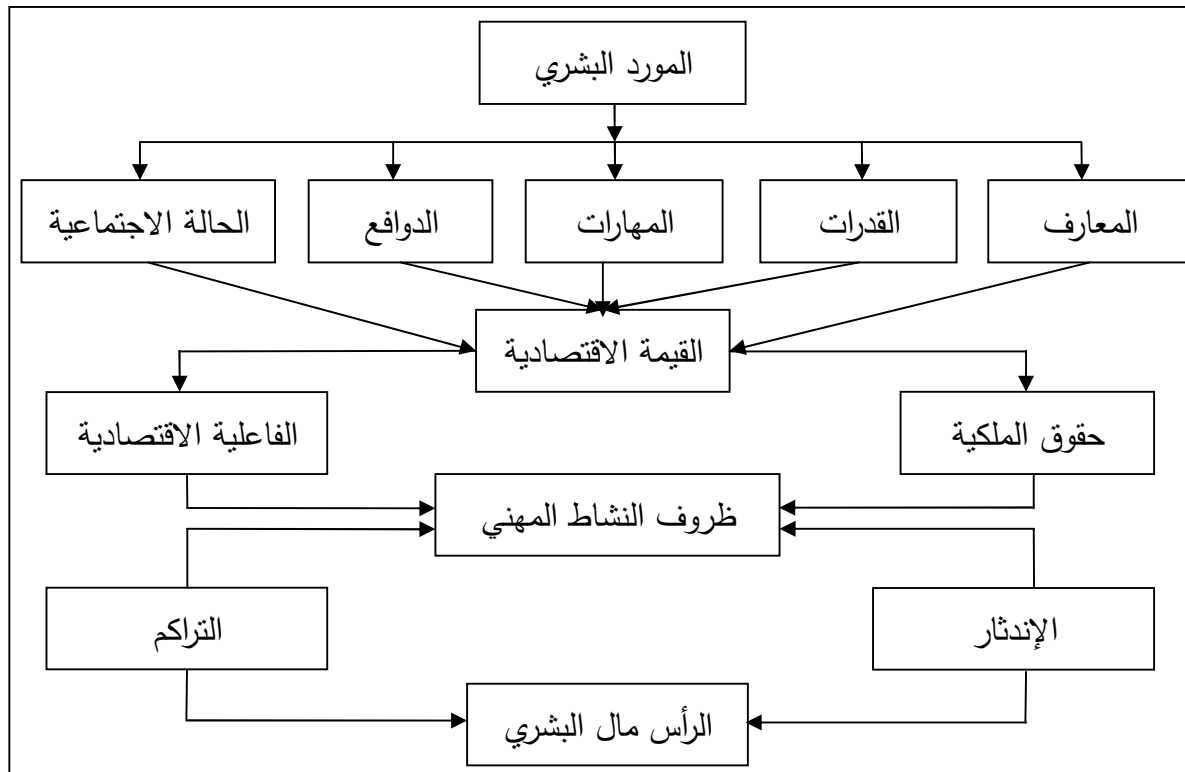 المورد البشري
المعارف
القدرات
المهارات
الدوافع
الحالة الاجتماعية
القيمة الاقتصادية
حقوق الملكية
الفاعلية الاقتصادية
ظروف النشاط المهني
الإندثار
التراكم
الرأس مال البشري